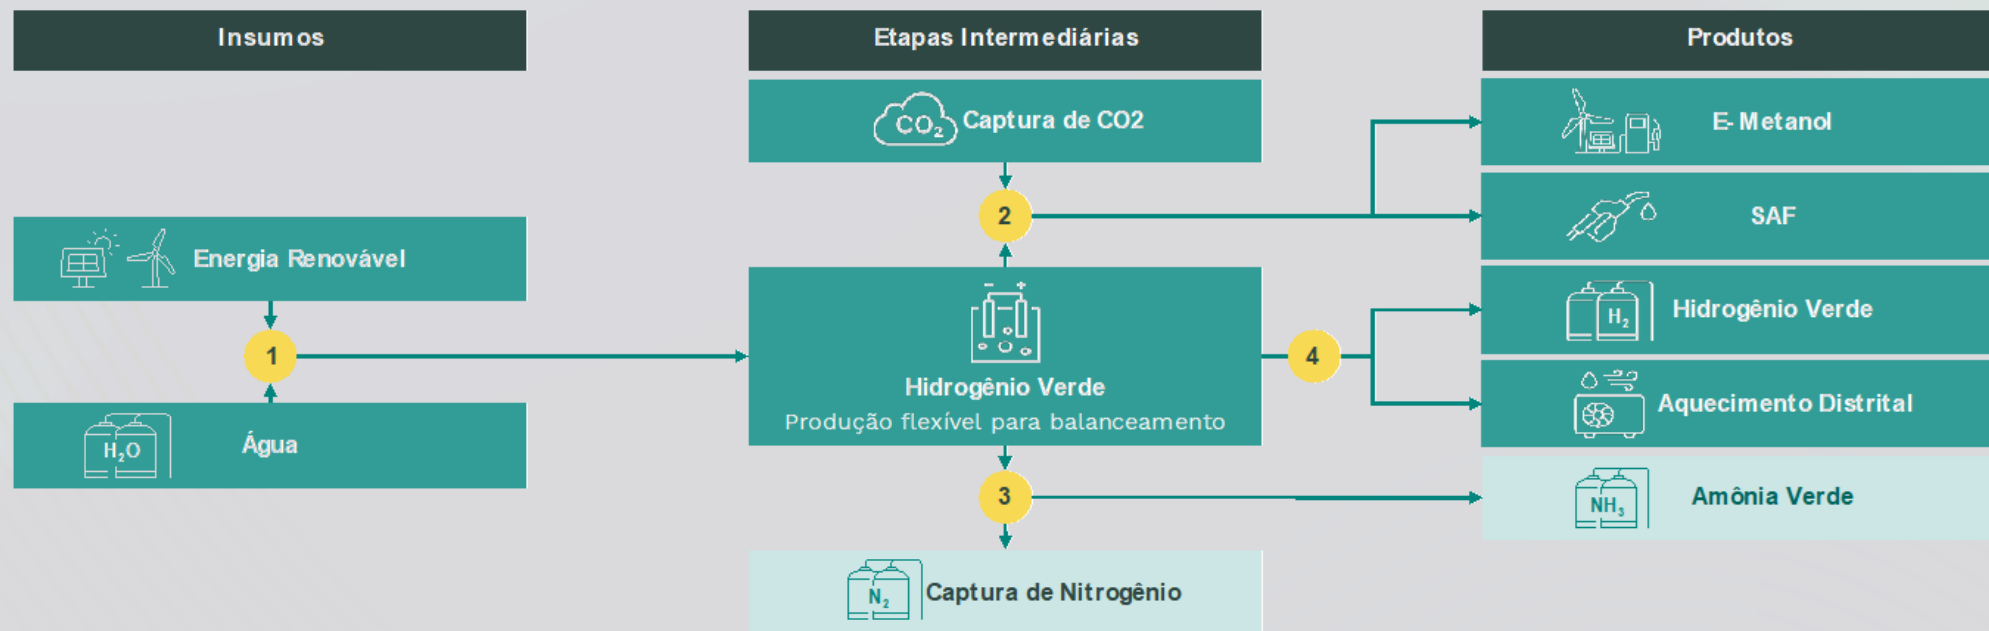 Insumos
Etapas Intermediárias
Produtos
CO₂ Captura de CO2
E-Metanol
2
SAF
Energia Renovável
1
- +
Hidrogênio Verde
Produção flexível para balanceamento
4
H₂ Hidrogênio Verde
Aquecimento Distrital
H₂O Água
3
NH₃ Amônia Verde
N₂ Captura de Nitrogênio